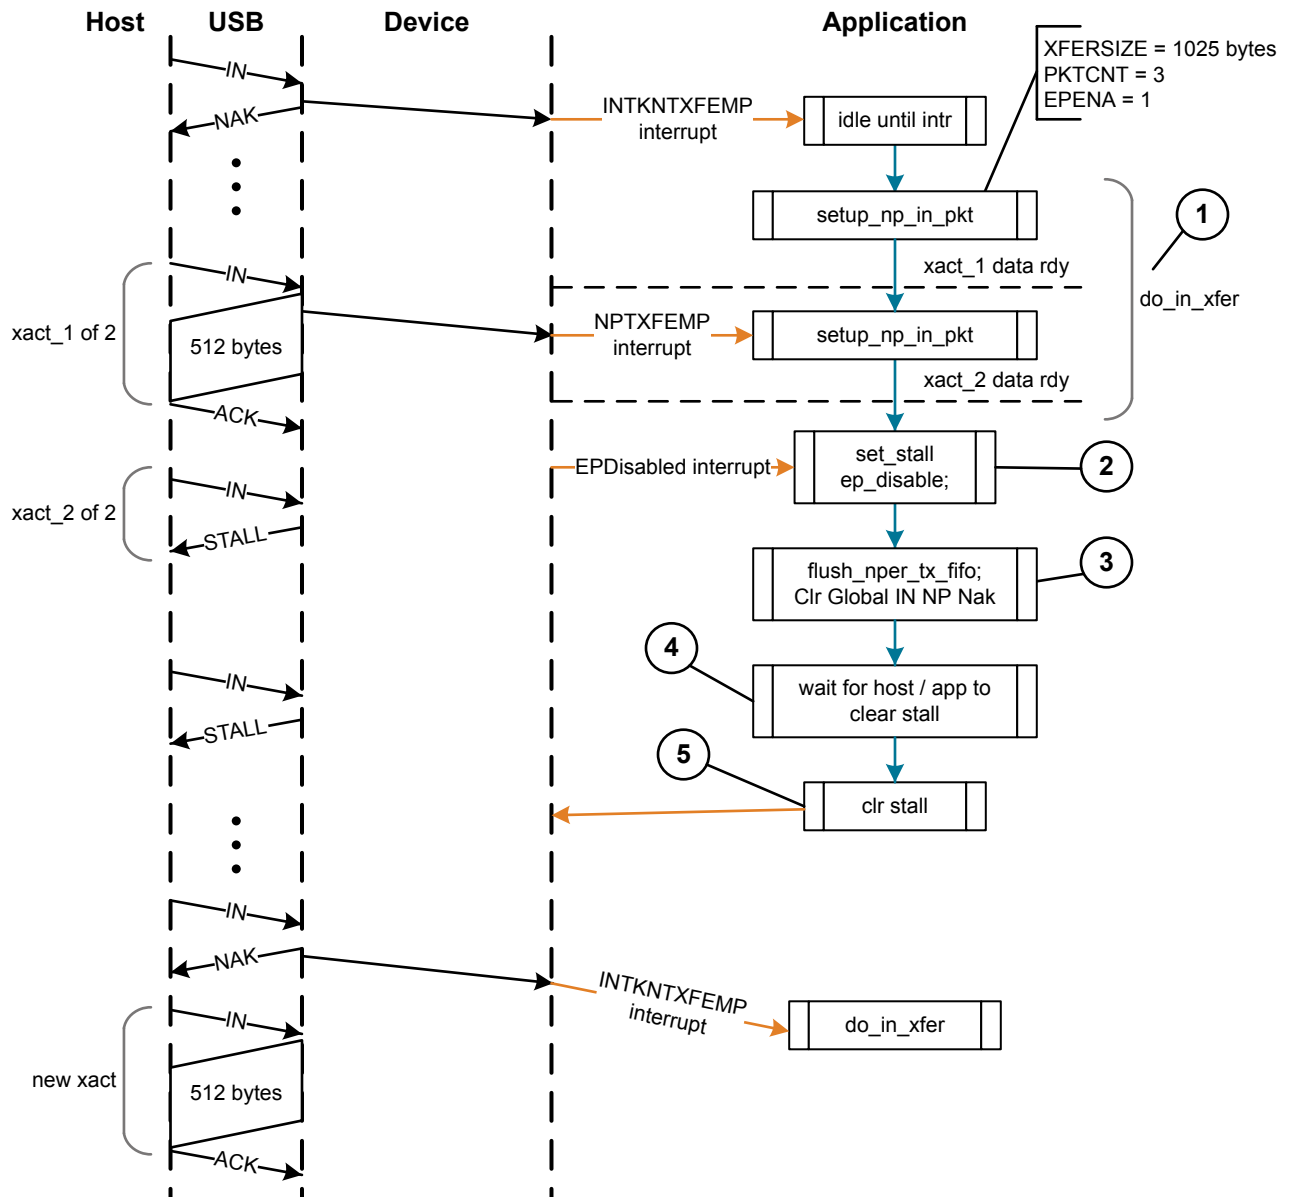 Host
USB
Device
Application
XFERSIZE = 1025 bytes
PKTCNT = 3
EPENA = 1
IN
NAK
INTKNTXFEMP
interrupt
idle until intr
setup_np_in_pkt
1
xact_1 data rdy
do_in_xfer
IN
xact_1 of 2
512 bytes
NPTXFEMP
interrupt
setup_np_in_pkt
xact_2 data rdy
ACK
EPDisabled interrupt
set_stall
ep_disable;
2
IN
xact_2 of 2
STALL
flush_nper_tx_fifo;
Clr Global IN NP Nak
3
4
IN
wait for host / app to
clear stall
STALL
5
clr stall
IN
NAK
INTKNTXFEMP
interrupt
do_in_xfer
IN
new xact
512 bytes
ACK